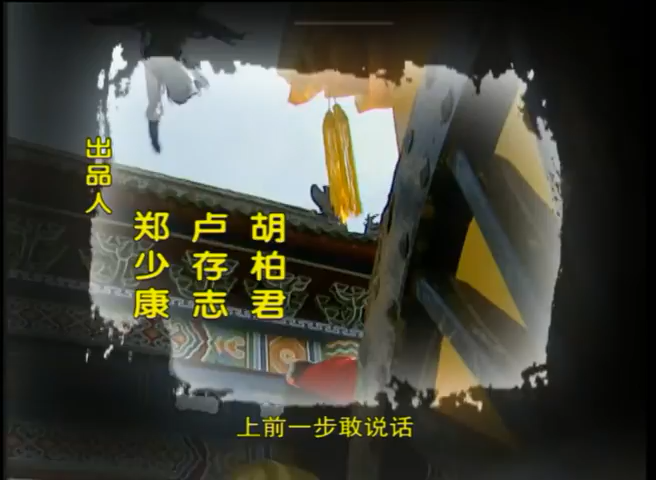 出品人
郑少康
卢存志
胡柏君
上前一步敢说话